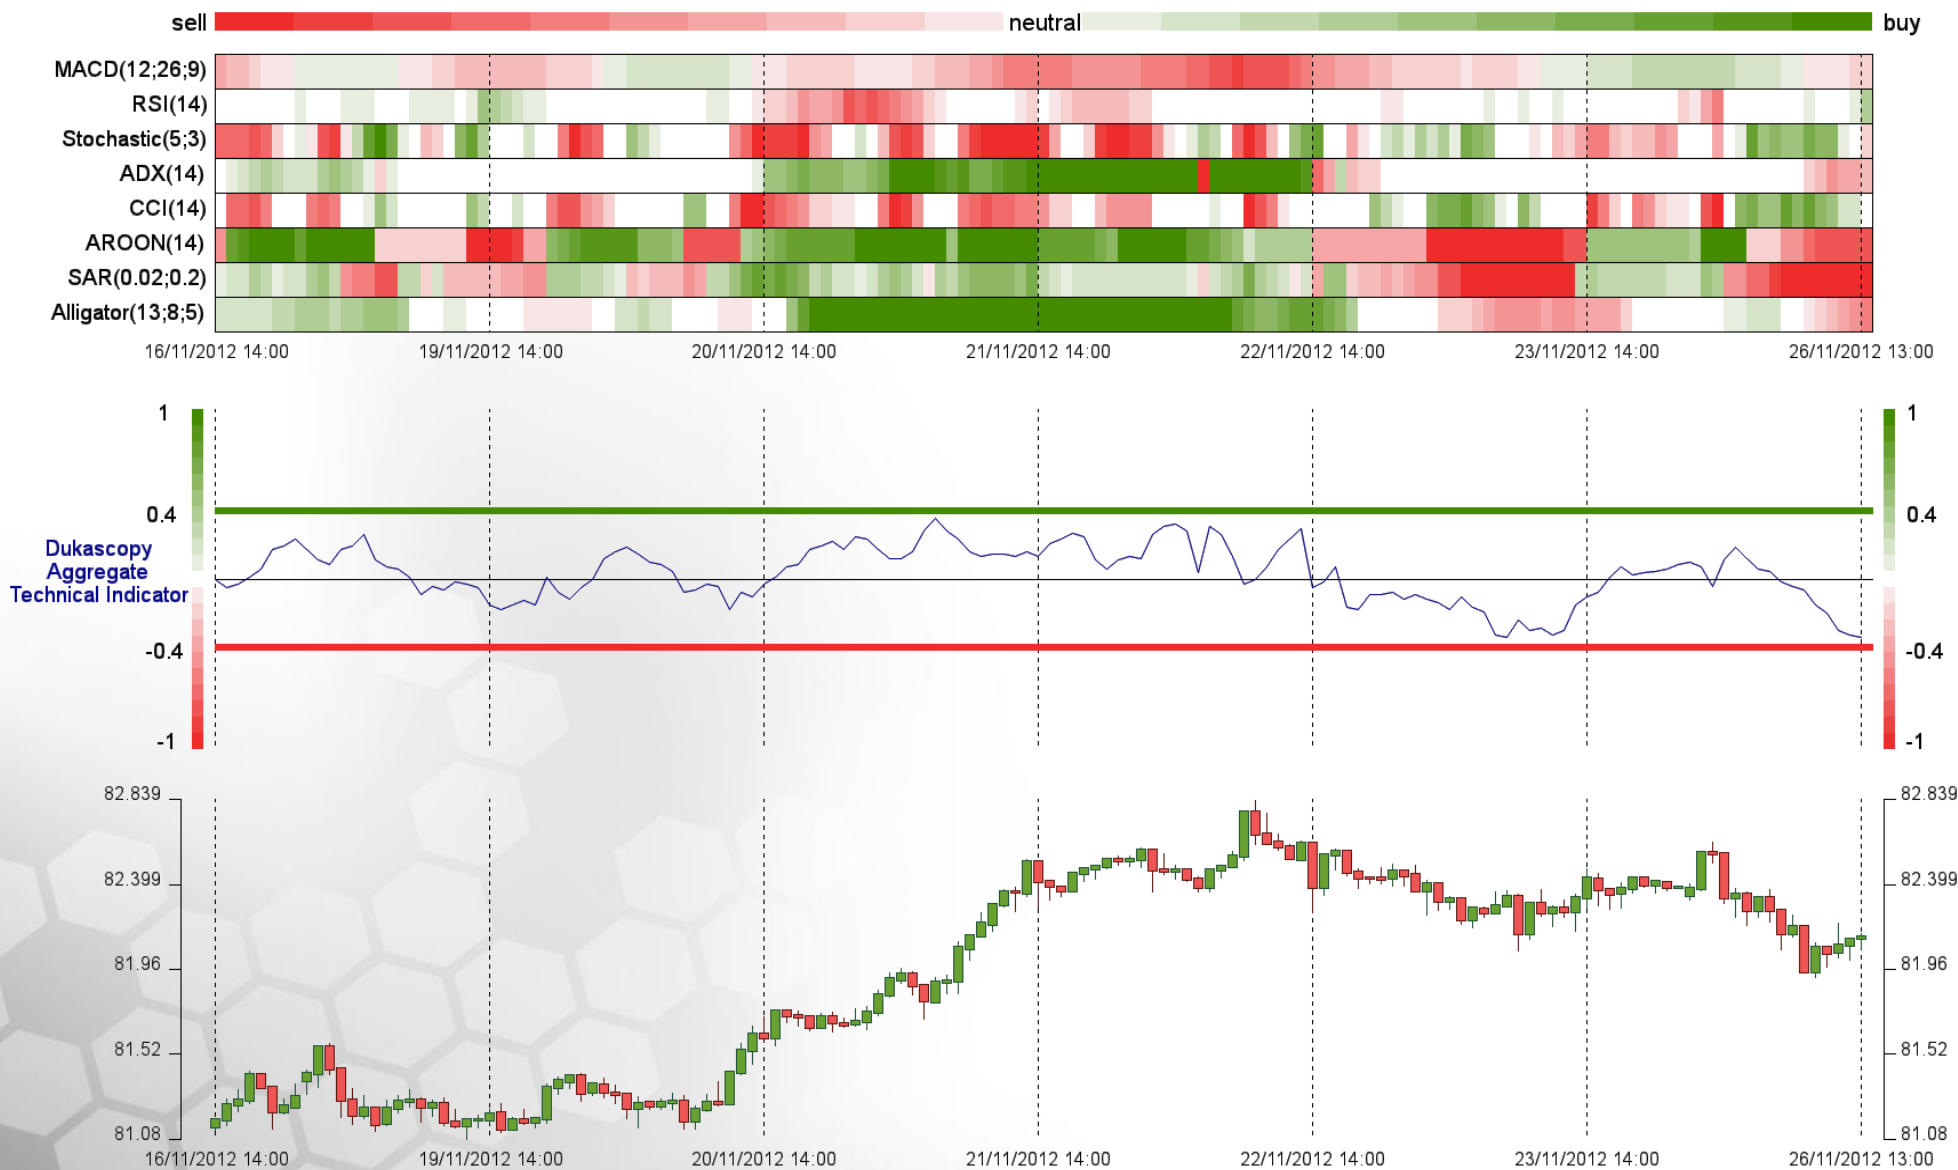 sell neutral buy
MACD(12;26;9)
RSI(14)
Stochastic(5;3)
ADX(14)
CCI(14)
AROON(14)
SAR(0.02;0.2)
Alligator(13;8;5)
16/11/2012 14:00 19/11/2012 14:00 20/11/2012 14:00 21/11/2012 14:00 22/11/2012 14:00 23/11/2012 14:00 26/11/2012 13:00
1 1
0.4 0.4
Dukascopy
Aggregate
Technical Indicator
-0.4 -0.4
-1 -1
82.839 82.839
82.399 82.399
81.96 81.96
81.52 81.52
81.08 81.08
16/11/2012 14:00 19/11/2012 14:00 20/11/2012 14:00 21/11/2012 14:00 22/11/2012 14:00 23/11/2012 14:00 26/11/2012 13:00